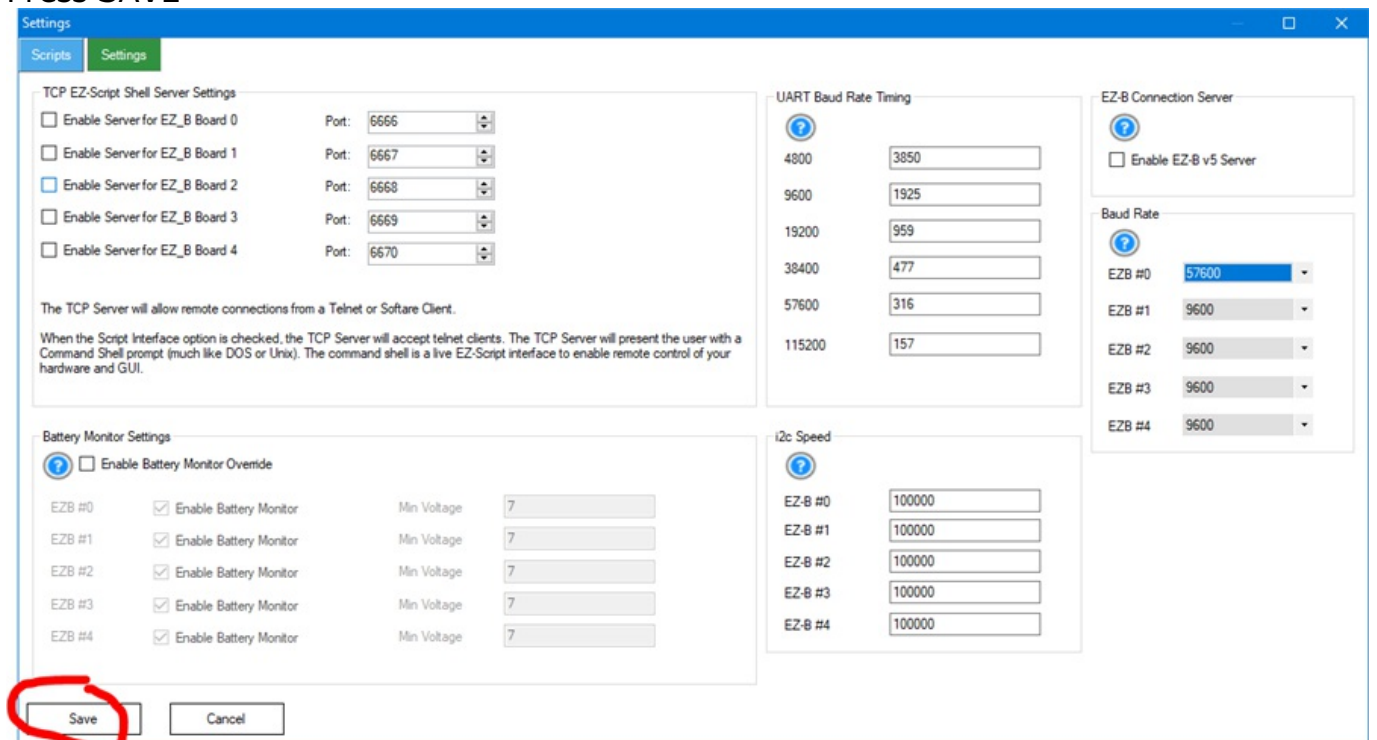 Press SAVE
Settings
Scripts Settings
TCP EZ-Script Shell Server Settings
Enable Server for EZ_B Board 0 Port: 6666
Enable Server for EZ_B Board 1 Port: 6667
Enable Server for EZ_B Board 2 Port: 6668
Enable Server for EZ_B Board 3 Port: 6669
Enable Server for EZ_B Board 4 Port: 6670
The TCP Server will allow remote connections from a Telnet or Softare Client.
When the Script Interface option is checked, the TCP Server will accept telnet clients. The TCP Server will present the user with a
Command Shell prompt (much like DOS or Unix). The command shell is a live EZ-Script interface to enable remote control of your
hardware and GUI.
UART Baud Rate Timing
?
4800 3850
9600 1925
19200 959
38400 477
57600 316
115200 157
EZ-B Connection Server
?
Enable EZ-B v5 Server
Baud Rate
?
EZB #0 57600
EZB #1 9600
EZB #2 9600
EZB #3 9600
EZB #4 9600
Battery Monitor Settings
? Enable Battery Monitor Override
EZB #0 Enable Battery Monitor Min Voltage 7
EZB #1 Enable Battery Monitor Min Voltage 7
EZB #2 Enable Battery Monitor Min Voltage 7
EZB #3 Enable Battery Monitor Min Voltage 7
EZB #4 Enable Battery Monitor Min Voltage 7
i2c Speed
?
EZ-B #0 100000
EZ-B #1 100000
EZ-B #2 100000
EZ-B #3 100000
EZ-B #4 100000
Save Cancel